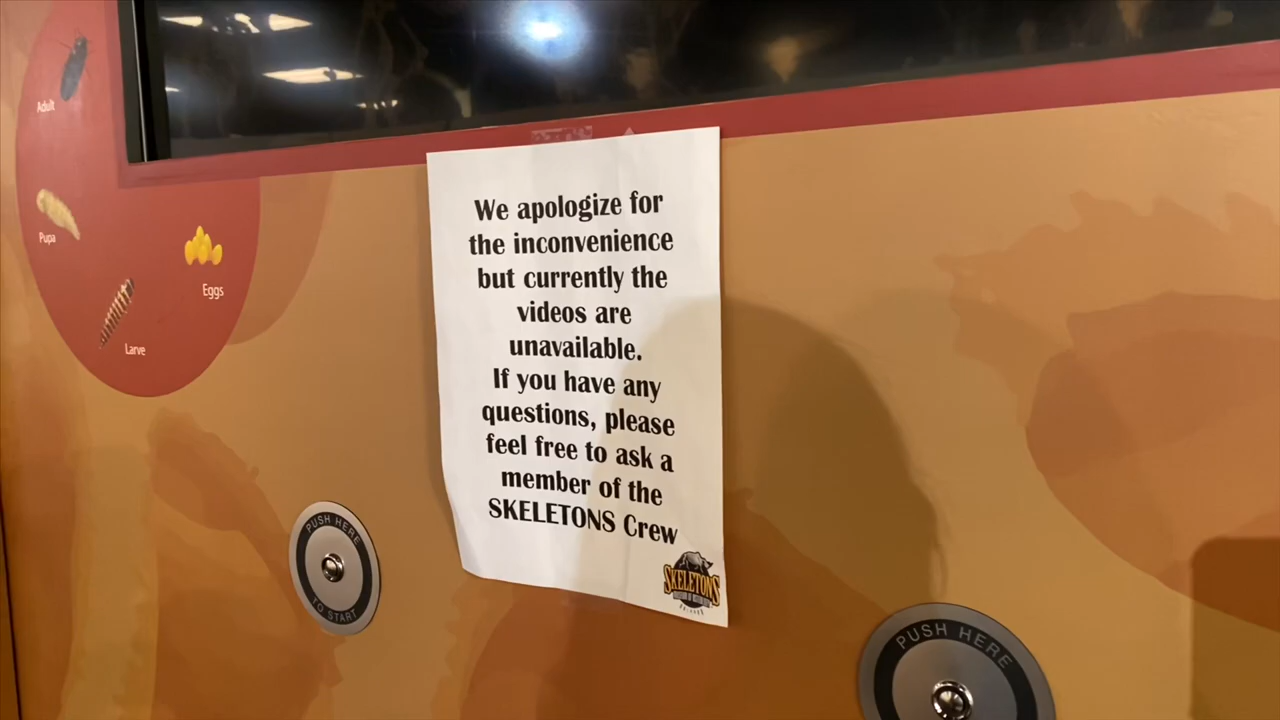 Adult
Pupa
Eggs
Larve
We apologize for
the inconvenience
but currently the
videos are
unavailable.
If you have any
questions, please
feel free to ask a
member of the
SKELETONS Crew
SKELETONS
PUSH HERE
TO START
PUSH HERE